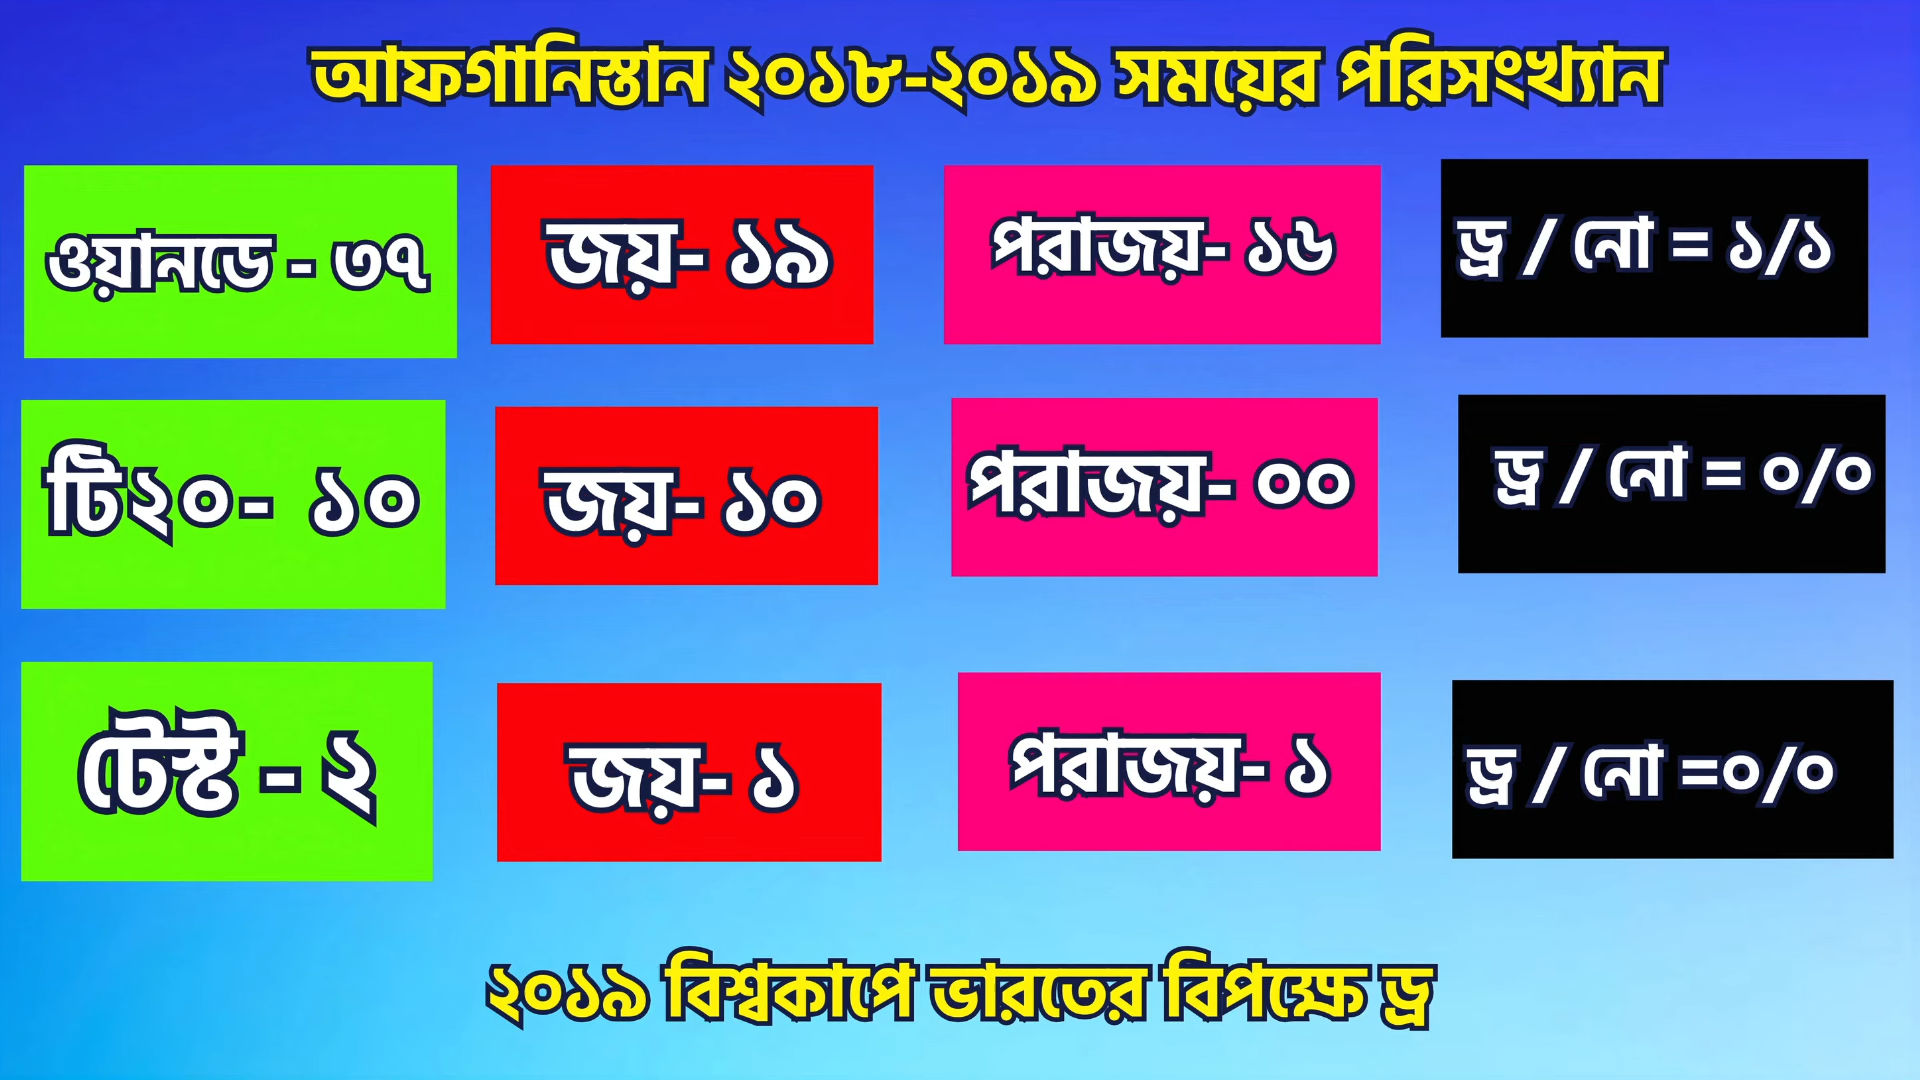 আফগানিস্তান ২০১৮-২০১৯ সময়ের পরিসংখ্যান
ওয়ানডে - ৩৭
জয়- ১৯
পরাজয়- ১৬
ড্র / নো = ১/১
টি২০- ১০
জয়- ১০
পরাজয়- ০০
ড্র / নো = ০/০
টেস্ট - ২
জয়- ১
পরাজয়- ১
ড্র / নো =০/০
২০১৯ বিশ্বকাপে ভারতের বিপক্ষে ড্র